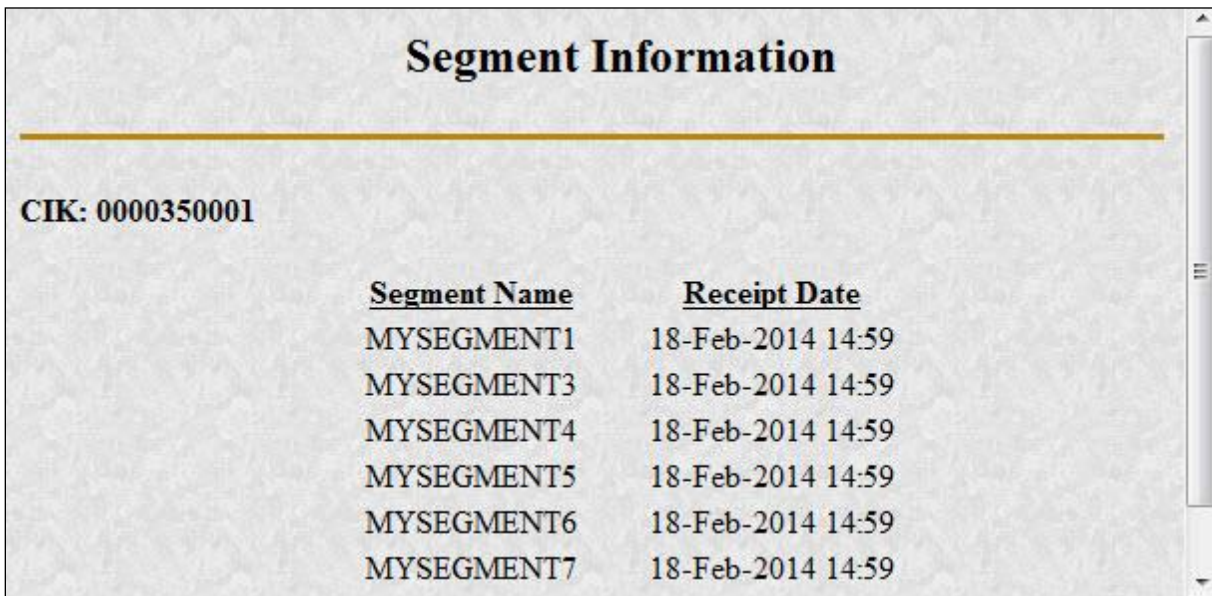 Segment Information
CIK: 0000350001
Segment Name Receipt Date
MYSEGMENT1 18-Feb-2014 14:59
MYSEGMENT3 18-Feb-2014 14:59
MYSEGMENT4 18-Feb-2014 14:59
MYSEGMENT5 18-Feb-2014 14:59
MYSEGMENT6 18-Feb-2014 14:59
MYSEGMENT7 18-Feb-2014 14:59